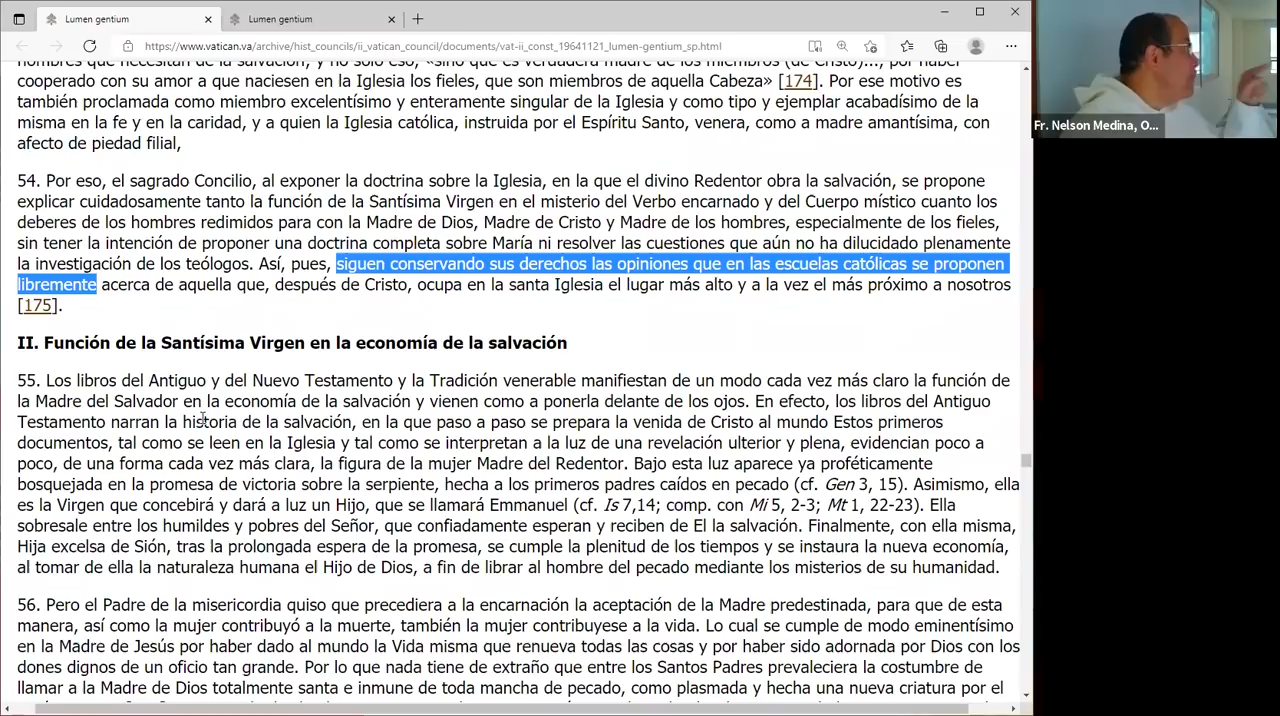 Lumen gentium
Lumen gentium
https://www.vatican.va/archive/hist_councils/ii_vatican_council/documents/vat-ii_const_19641121_lumen-gentium_sp.html
Fr. Nelson Medina, O...
hombres que necesitan de la salvación; y no sólo eso, «sino que es verdadera madre de los miembros (de Cristo)..., por haber
cooperado con su amor a que naciesen en la Iglesia los fieles, que son miembros de aquella Cabeza» [174]. Por ese motivo es
también proclamada como miembro excelentísimo y enteramente singular de la Iglesia y como tipo y ejemplar acabadísimo de la
misma en la fe y en la caridad, y a quien la Iglesia católica, instruida por el Espíritu Santo, venera, como a madre amantísima, con
afecto de piedad filial,
54. Por eso, el sagrado Concilio, al exponer la doctrina sobre la Iglesia, en la que el divino Redentor obra la salvación, se propone
explicar cuidadosamente tanto la función de la Santísima Virgen en el misterio del Verbo encarnado y del Cuerpo místico cuanto los
deberes de los hombres redimidos para con la Madre de Dios, Madre de Cristo y Madre de los hombres, especialmente de los fieles,
sin tener la intención de proponer una doctrina completa sobre María ni resolver las cuestiones que aún no ha dilucidado plenamente
la investigación de los teólogos. Así, pues, siguen conservando sus derechos las opiniones que en las escuelas católicas se proponen
libremente acerca de aquella que, después de Cristo, ocupa en la santa Iglesia el lugar más alto y a la vez el más próximo a nosotros
[175].
II. Función de la Santísima Virgen en la economía de la salvación
55. Los libros del Antiguo y del Nuevo Testamento y la Tradición venerable manifiestan de un modo cada vez más claro la función de
la Madre del Salvador en la economía de la salvación y vienen como a ponerla delante de los ojos. En efecto, los libros del Antiguo
Testamento narran la historia de la salvación, en la que paso a paso se prepara la venida de Cristo al mundo Estos primeros
documentos, tal como se leen en la Iglesia y tal como se interpretan a la luz de una revelación ulterior y plena, evidencian poco a
poco, de una forma cada vez más clara, la figura de la mujer Madre del Redentor. Bajo esta luz aparece ya proféticamente
bosquejada en la promesa de victoria sobre la serpiente, hecha a los primeros padres caídos en pecado (cf. Gen 3, 15). Asimismo, ella
es la Virgen que concebirá y dará a luz un Hijo, que se llamará Emmanuel (cf. Is 7,14; comp. con Mi 5, 2-3; Mt 1, 22-23). Ella
sobresale entre los humildes y pobres del Señor, que confiadamente esperan y reciben de El la salvación. Finalmente, con ella misma,
Hija excelsa de Sión, tras la prolongada espera de la promesa, se cumple la plenitud de los tiempos y se instaura la nueva economía,
al tomar de ella la naturaleza humana el Hijo de Dios, a fin de librar al hombre del pecado mediante los misterios de su humanidad.
56. Pero el Padre de la misericordia quiso que precediera a la encarnación la aceptación de la Madre predestinada, para que de esta
manera, así como la mujer contribuyó a la muerte, también la mujer contribuyese a la vida. Lo cual se cumple de modo eminentísimo
en la Madre de Jesús por haber dado al mundo la Vida misma que renueva todas las cosas y por haber sido adornada por Dios con los
dones dignos de un oficio tan grande. Por lo que nada tiene de extraño que entre los Santos Padres prevaleciera la costumbre de
llamar a la Madre de Dios totalmente santa e inmune de toda mancha de pecado, como plasmada y hecha una nueva criatura por el